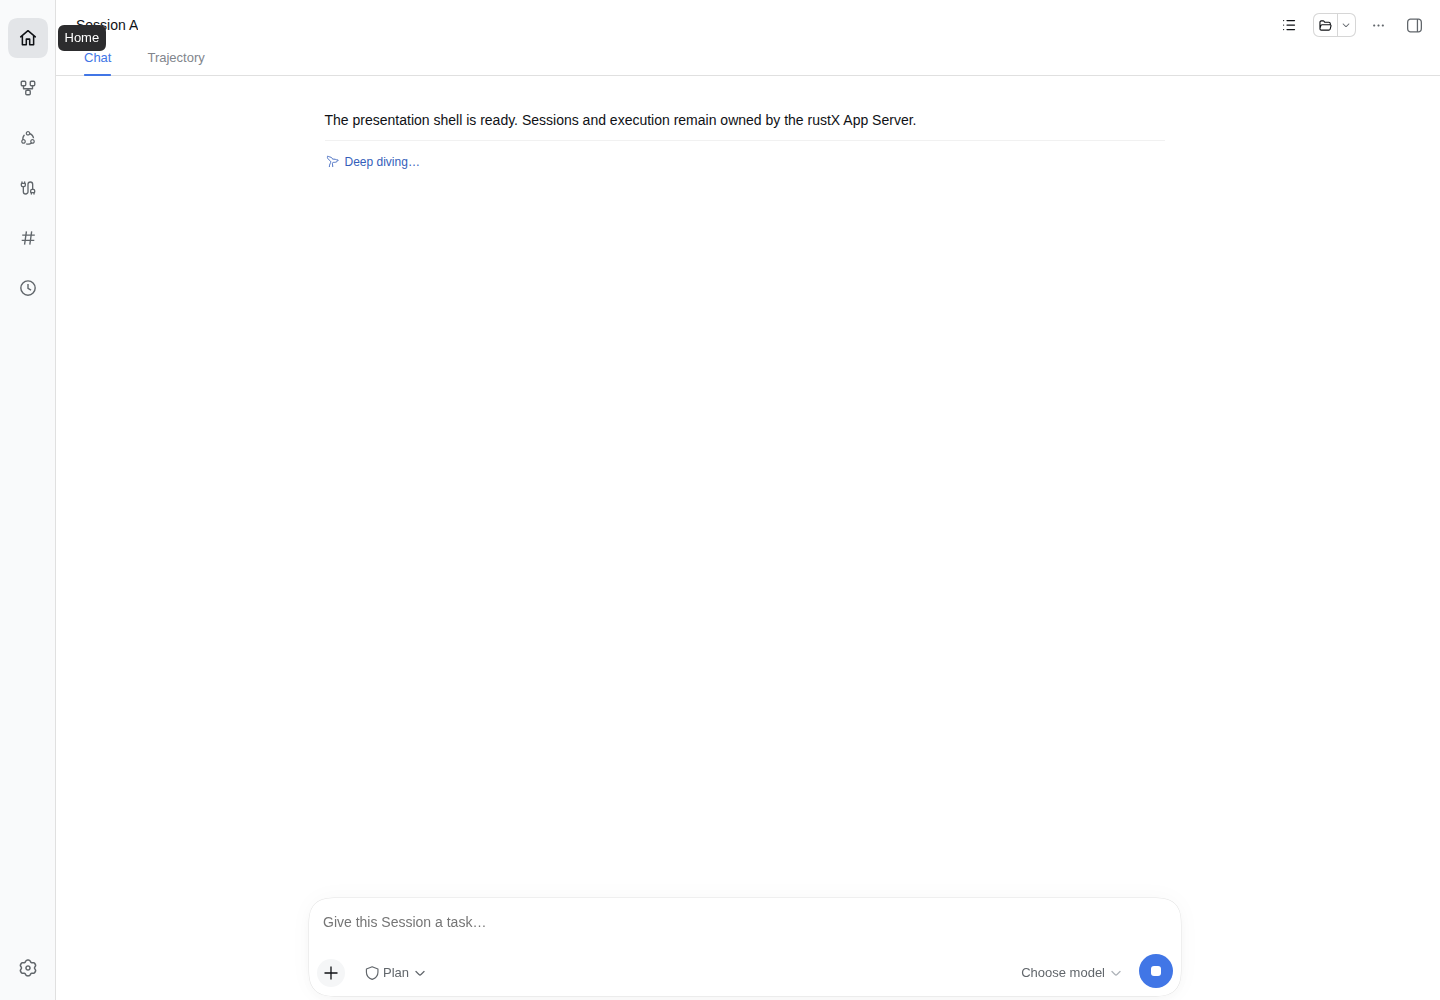 Session A
Home
Chat
Trajectory
The presentation shell is ready. Sessions and execution remain owned by the rustX App Server.
Deep diving…
Give this Session a task…
Plan
Choose model